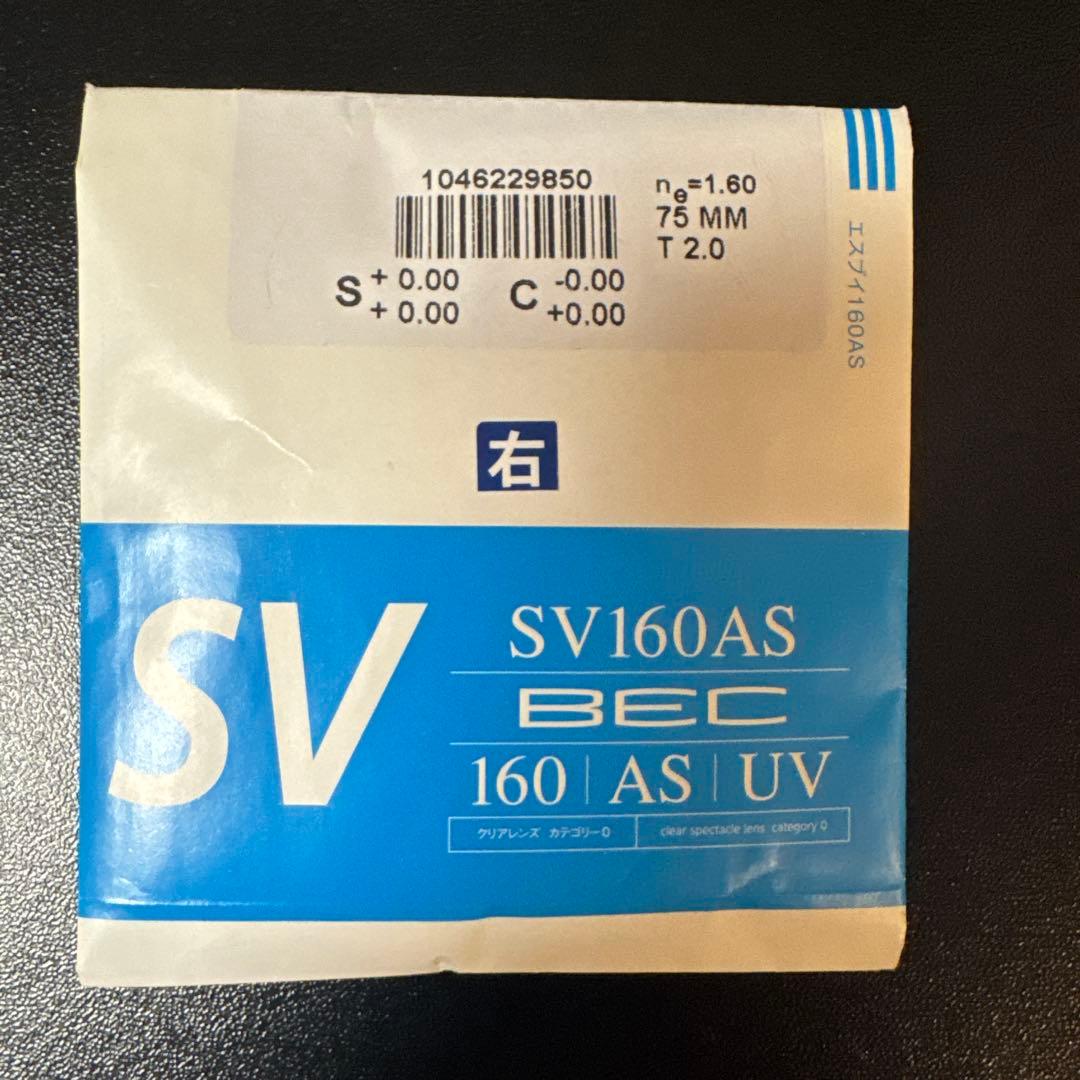 1046229850
ne=1.60
75 MM
T 2.0
S + 0.00 C -0.00
+ 0.00 +0.00
エスブイ160AS
右
SV
SV160AS
BEC
160 | AS | UV
クリアレンズ カテゴリー0
clear spectacle lens category 0